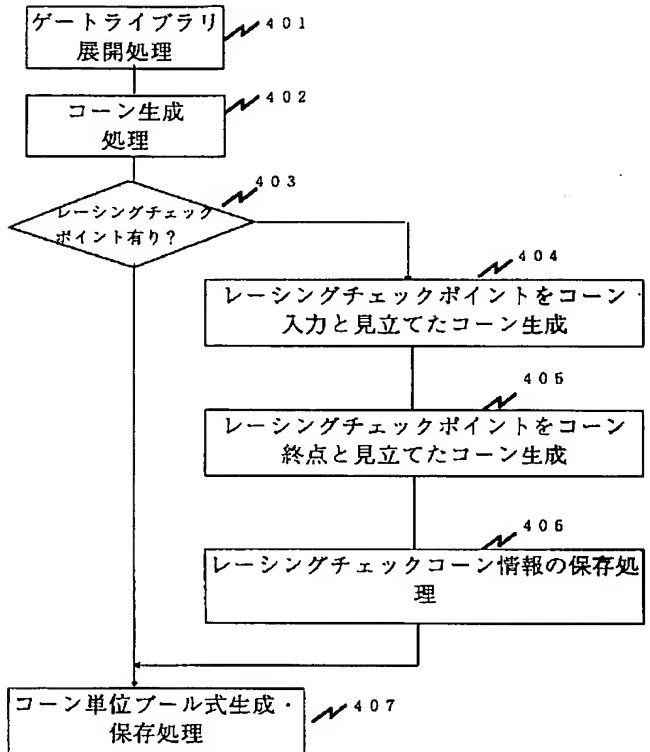 ゲートライブラリ
展開処理
401
コーン生成
処理
402
レーシングチェック
ポイント有り?
403
404
レーシングチェックポイントをコーン
入力と見立てたコーン生成
405
レーシングチェックポイントをコーン
終点と見立てたコーン生成
406
レーシングチェックコーン情報の保存処
理
コーン単位ブール式生成・
保存処理
407